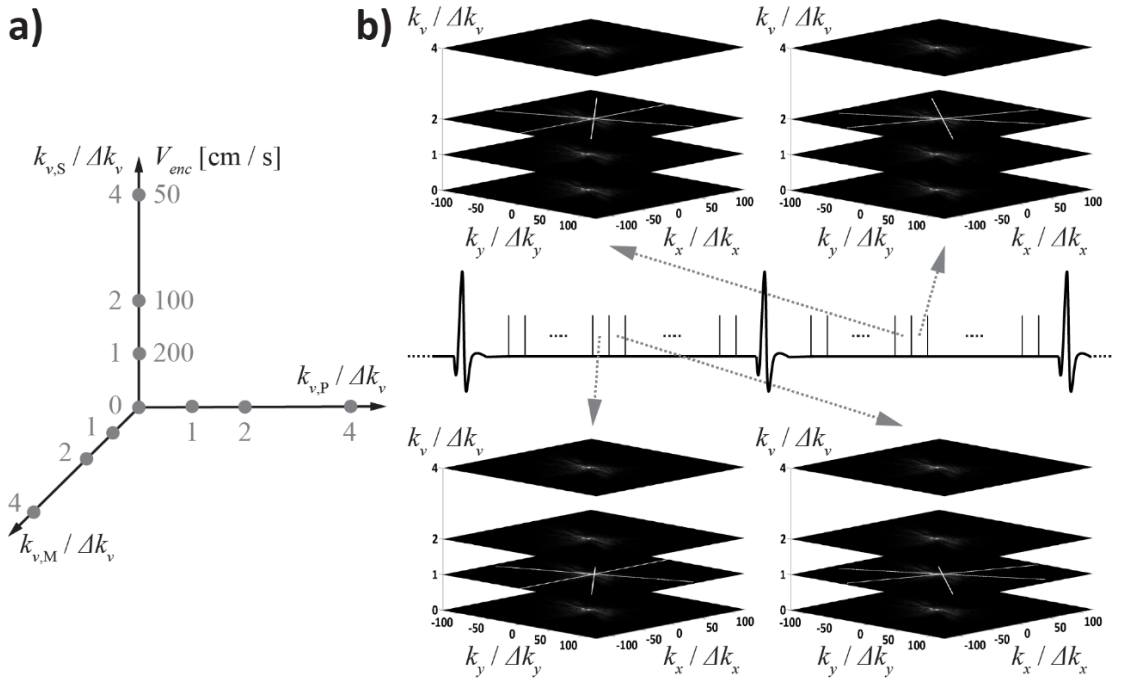 a)
k_{v,S} / Δk_v
V_{enc} [cm / s]
4 50
2 100
1 200
0
k_{v,P} / Δk_v
1 2 4
1
2
4
k_{v,M} / Δk_v
b)
k_v / Δk_v
4
2
1
0
-100 -50 0 50 100
-100 -50 0 50 100
k_y / Δk_y
k_x / Δk_x
k_v / Δk_v
4
2
1
0
-100 -50 0 50 100
-100 -50 0 50 100
k_y / Δk_y
k_x / Δk_x
k_v / Δk_v
4
2
1
0
-100 -50 0 50 100
-100 -50 0 50 100
k_y / Δk_y
k_x / Δk_x
k_v / Δk_v
4
2
1
0
-100 -50 0 50 100
-100 -50 0 50 100
k_y / Δk_y
k_x / Δk_x